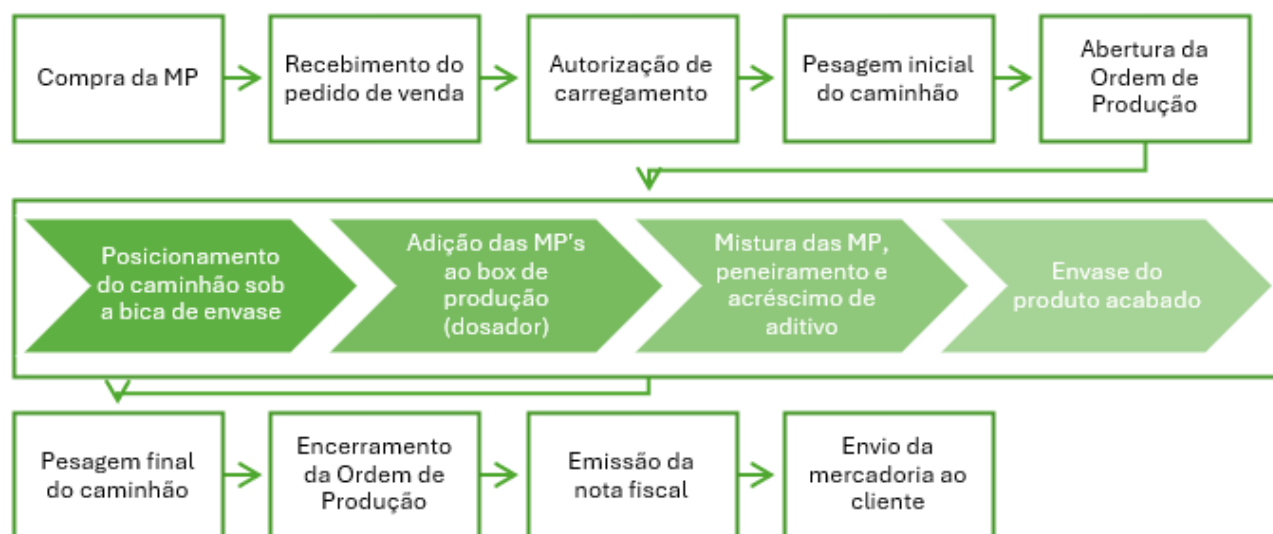 Compra da MP
Recebimento do
pedido de venda
Autorização de
carregamento
Pesagem inicial
do caminhão
Abertura da
Ordem de
Produção
Posicionamento
do caminhão sob
a bica de envase
Adição das MP's
ao box de
produção
(dosador)
Mistura das MP,
peneiramento e
acréscimo de
aditivo
Envase do
produto acabado
Pesagem final
do caminhão
Encerramento
da Ordem de
Produção
Emissão da
nota fiscal
Envio da
mercadoria ao
cliente